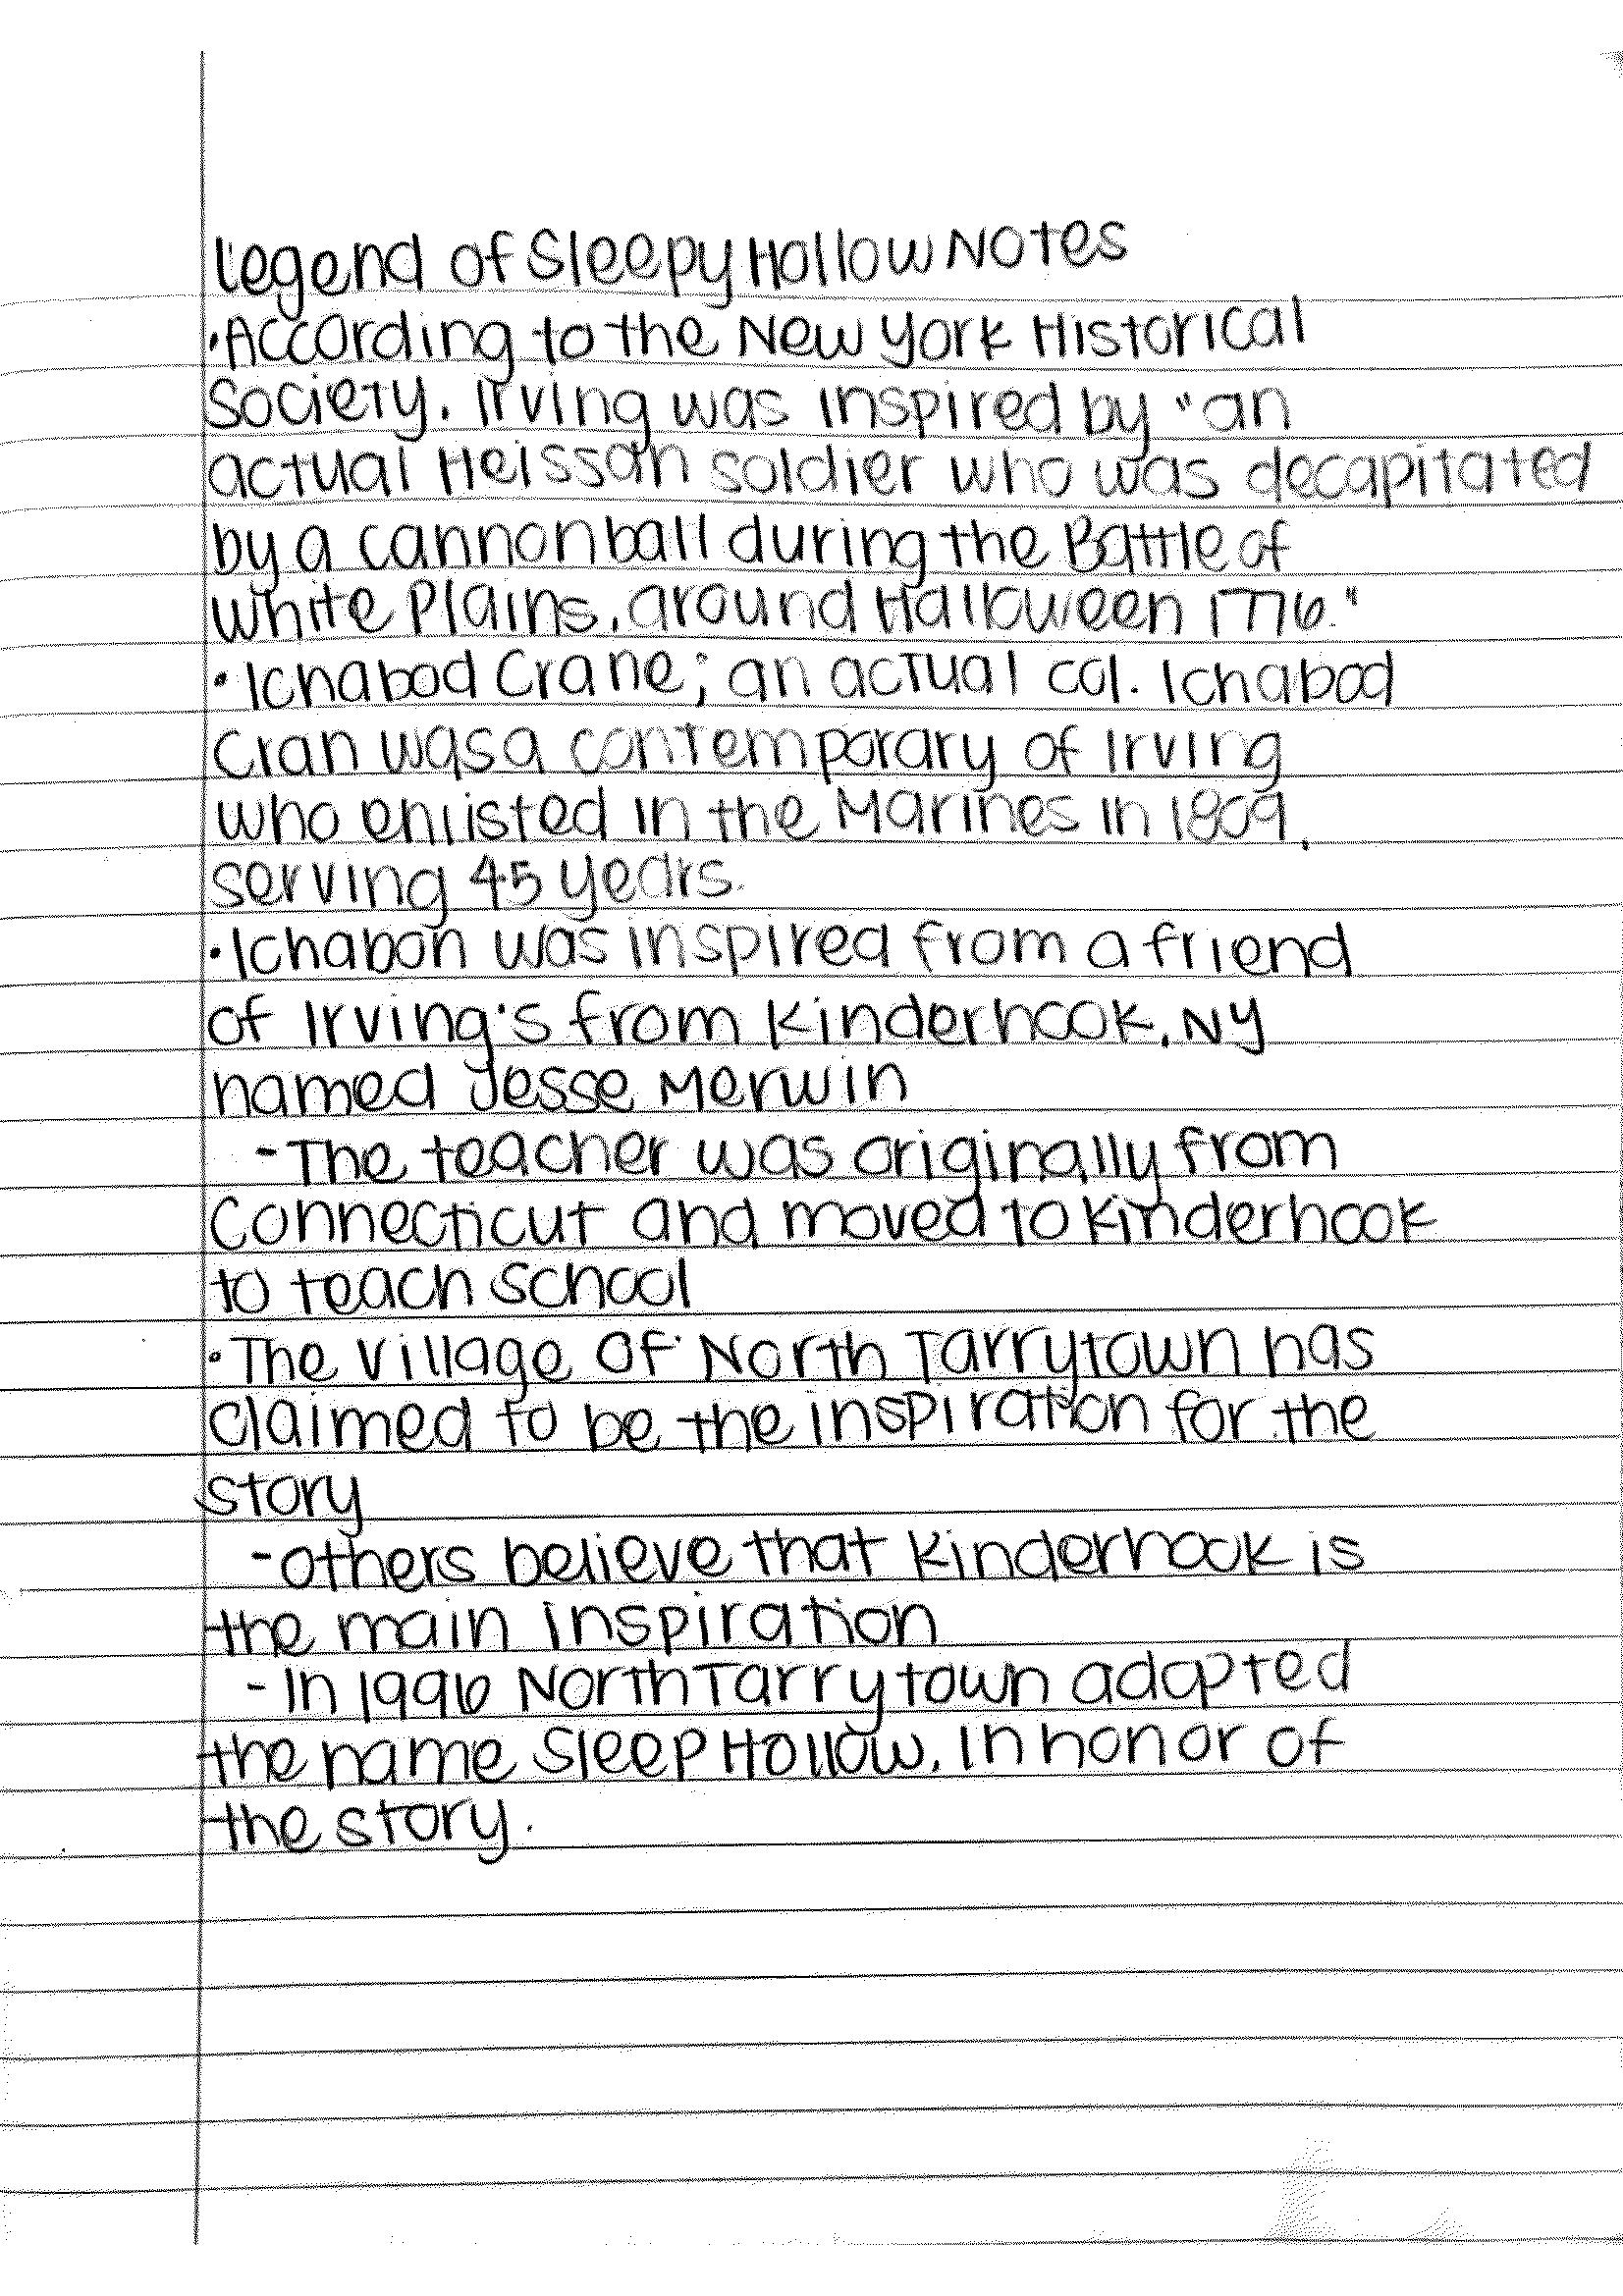 Legend of Sleepy Hollow Notes
• According to the New York Historical
Society, Irving was inspired by "an
actual Heissan soldier who was decapitated
by a cannonball during the Battle of
White Plains, around Halloween 1776."
• Ichabod Crane; an actual Col. Ichabod
Cran was a contemporary of Irving
who enlisted in the Marines in 1809,
serving 45 years.
• Ichabon was inspired from a friend
of Irving's from Kinderhook, NY
named Jesse Merwin
- The teacher was originally from
Connecticut and moved to Kinderhook
to teach school
• The village of North Tarrytown has
claimed to be the inspiration for the
story
- others believe that Kinderhook is
the main inspiration
- In 1996 North Tarrytown adopted
the name Sleep Hollow, in honor of
the story.